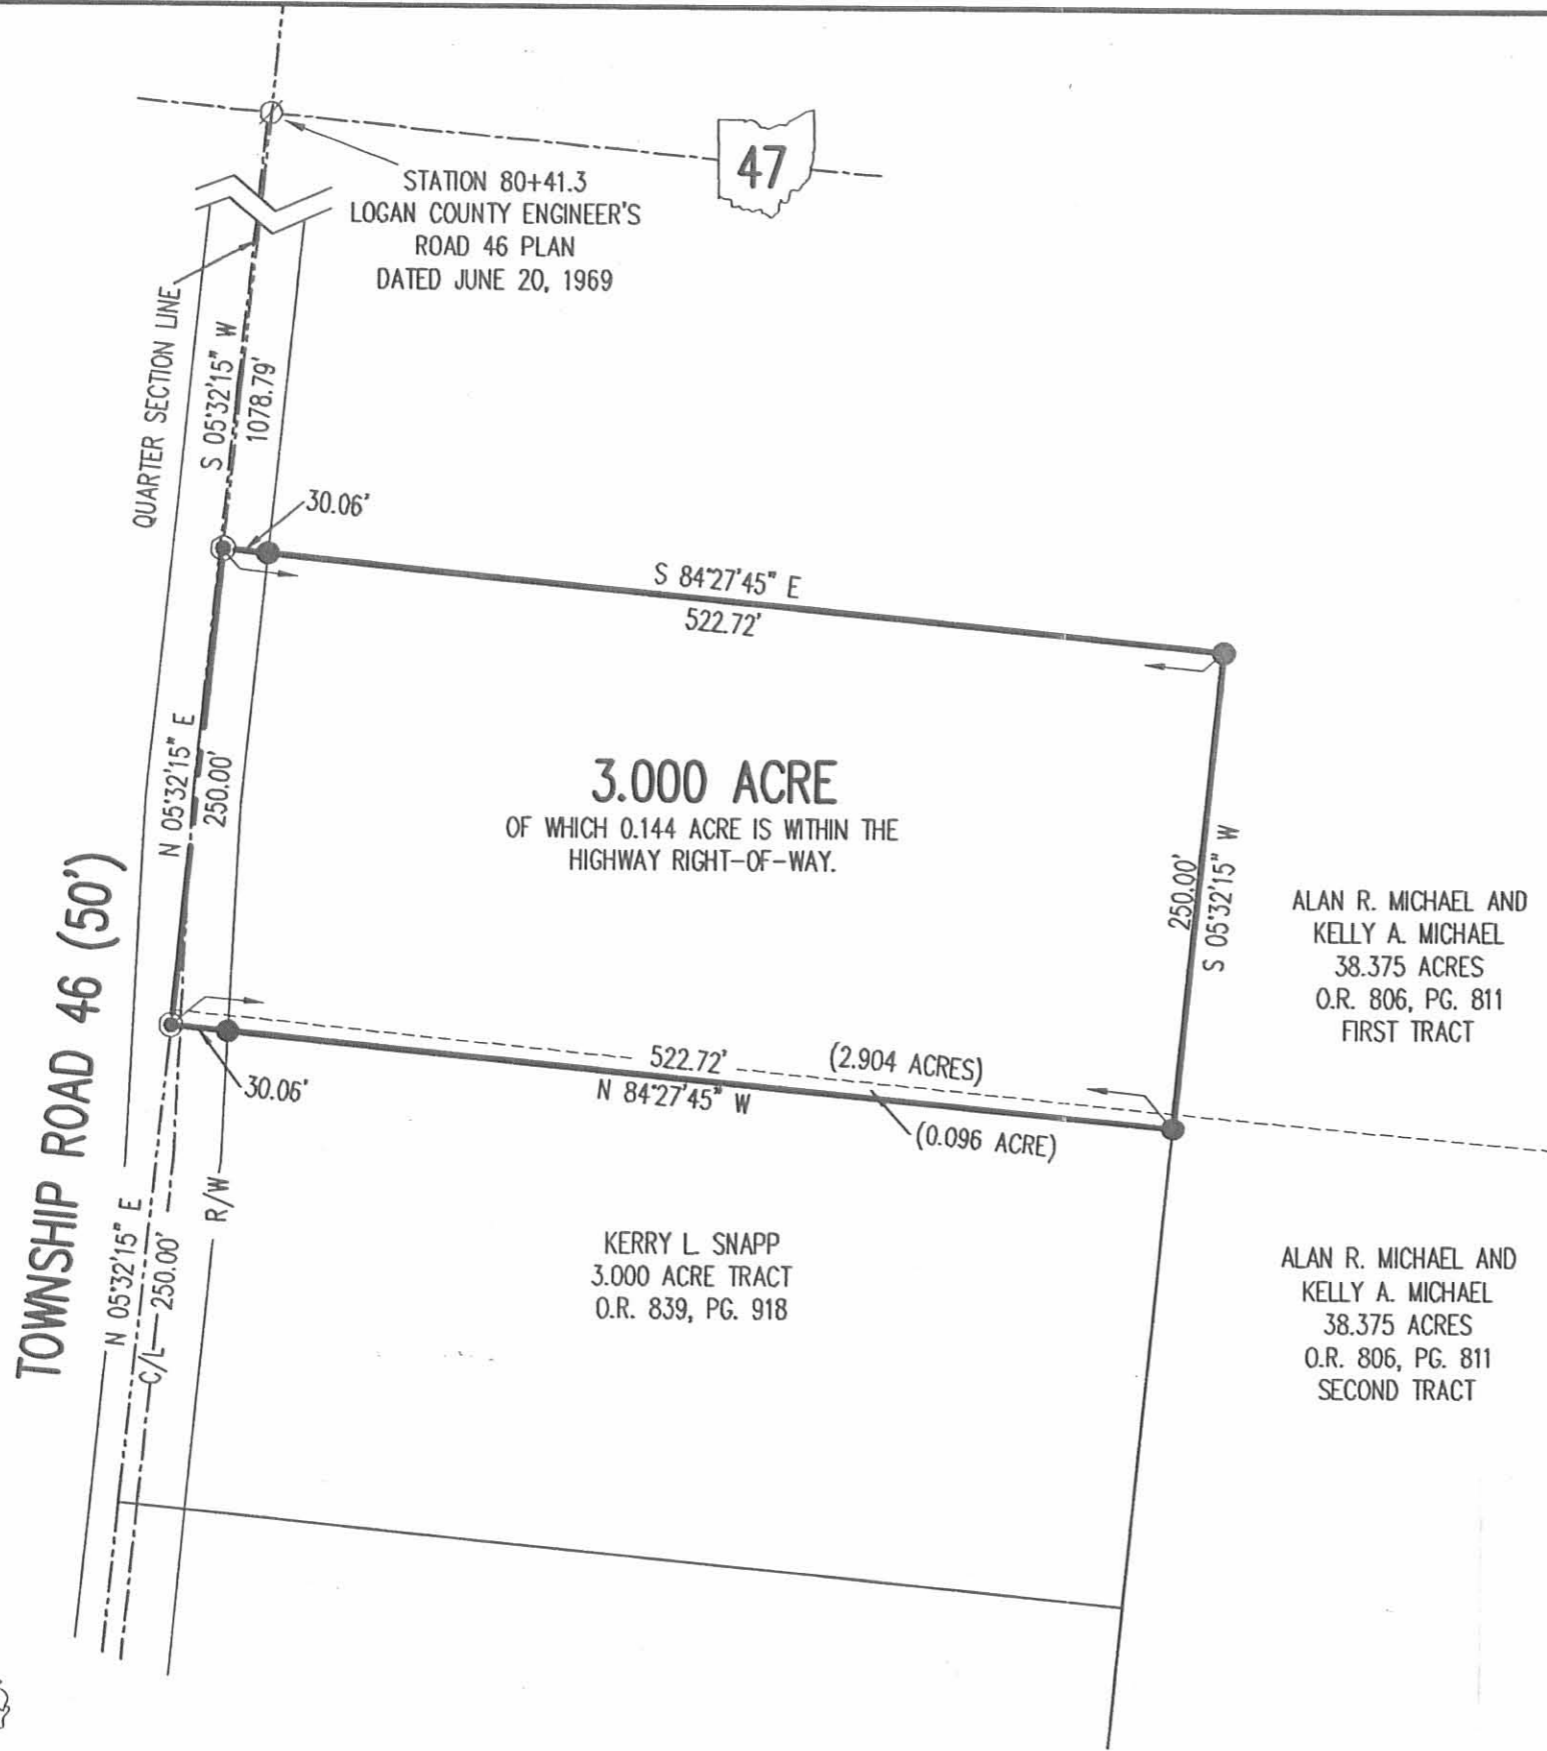 47
STATION 80+41.3
LOGAN COUNTY ENGINEER'S
ROAD 46 PLAN
DATED JUNE 20, 1969
QUARTER SECTION LINE
S 05°32'15" W
1078.79'
30.06'
S 84°27'45" E
522.72'
N 05°32'15" E
250.00'
3.000 ACRE
OF WHICH 0.144 ACRE IS WITHIN THE
HIGHWAY RIGHT-OF-WAY.
250.00'
S 05°32'15" W
ALAN R. MICHAEL AND
KELLY A. MICHAEL
38.375 ACRES
O.R. 806, PG. 811
FIRST TRACT
TOWNSHIP ROAD 46 (50')
522.72'
(2.904 ACRES)
N 84°27'45" W
30.06'
(0.096 ACRE)
R/W
N 05°32'15" E
C/L
250.00'
KERRY L. SNAPP
3.000 ACRE TRACT
O.R. 839, PG. 918
ALAN R. MICHAEL AND
KELLY A. MICHAEL
38.375 ACRES
O.R. 806, PG. 811
SECOND TRACT